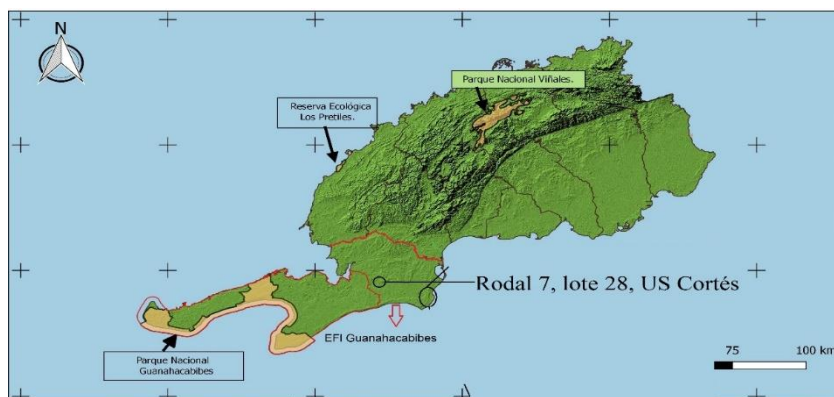 N
Parque Nacional Viñales.
Reserva Ecológica
Los Pretiles.
Rodal 7, lote 28, US Cortés
EFI Guanahacabibes
Parque Nacional
Guanahacabibes
75 100 km